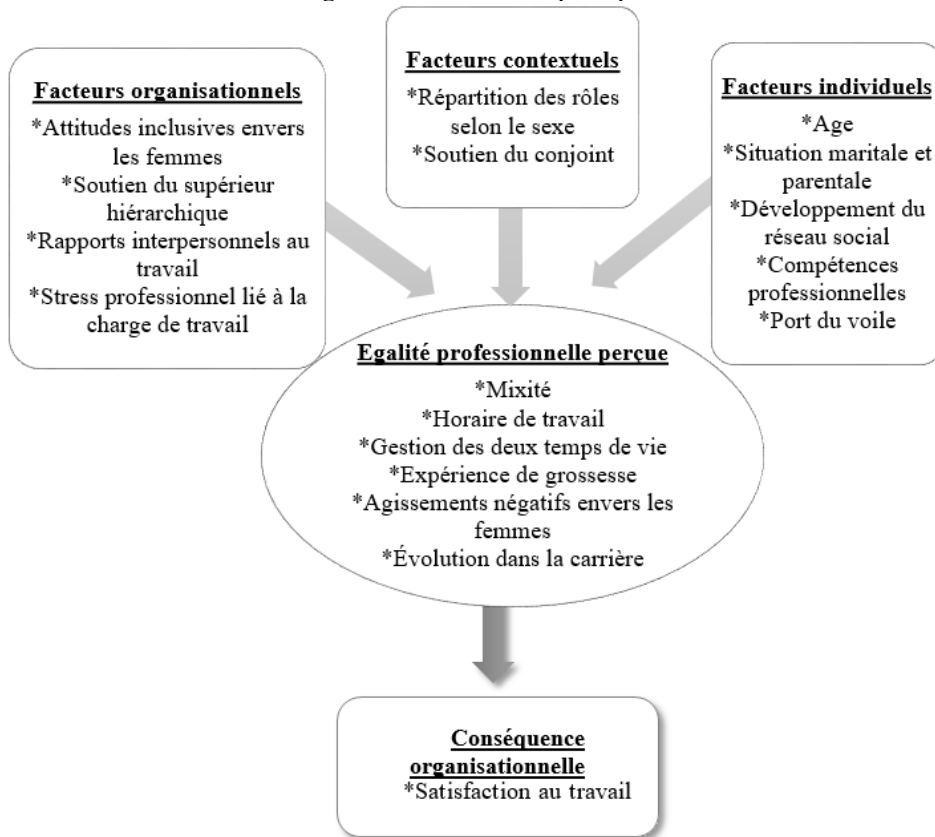 Facteurs organisationnels
*Attitudes inclusives envers
les femmes
*Soutien du supérieur
hiérarchique
*Rapports interpersonnels au
travail
*Stress professionnel lié à la
charge de travail
Facteurs contextuels
*Répartition des rôles
selon le sexe
*Soutien du conjoint
Facteurs individuels
*Age
*Situation maritale et
parentale
*Développement du
réseau social
*Compétences
professionnelles
*Port du voile
Egalité professionnelle perçue
*Mixité
*Horaire de travail
*Gestion des deux temps de vie
*Expérience de grossesse
*Agissements négatifs envers les
femmes
*Évolution dans la carrière
Conséquence
organisationnelle
*Satisfaction au travail